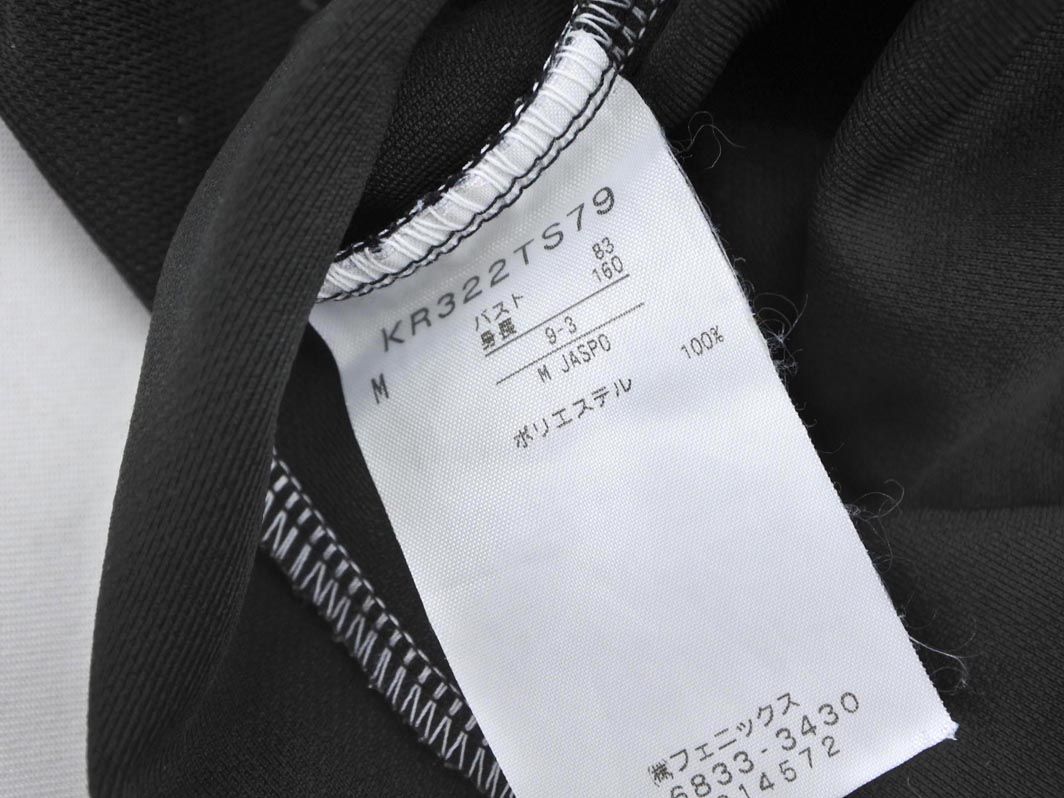 KR322TS79
M バスト 83
身長 160
9-3
M JASPO
ポリエステル 100%
㈱フェニックス
6833-3430
14572